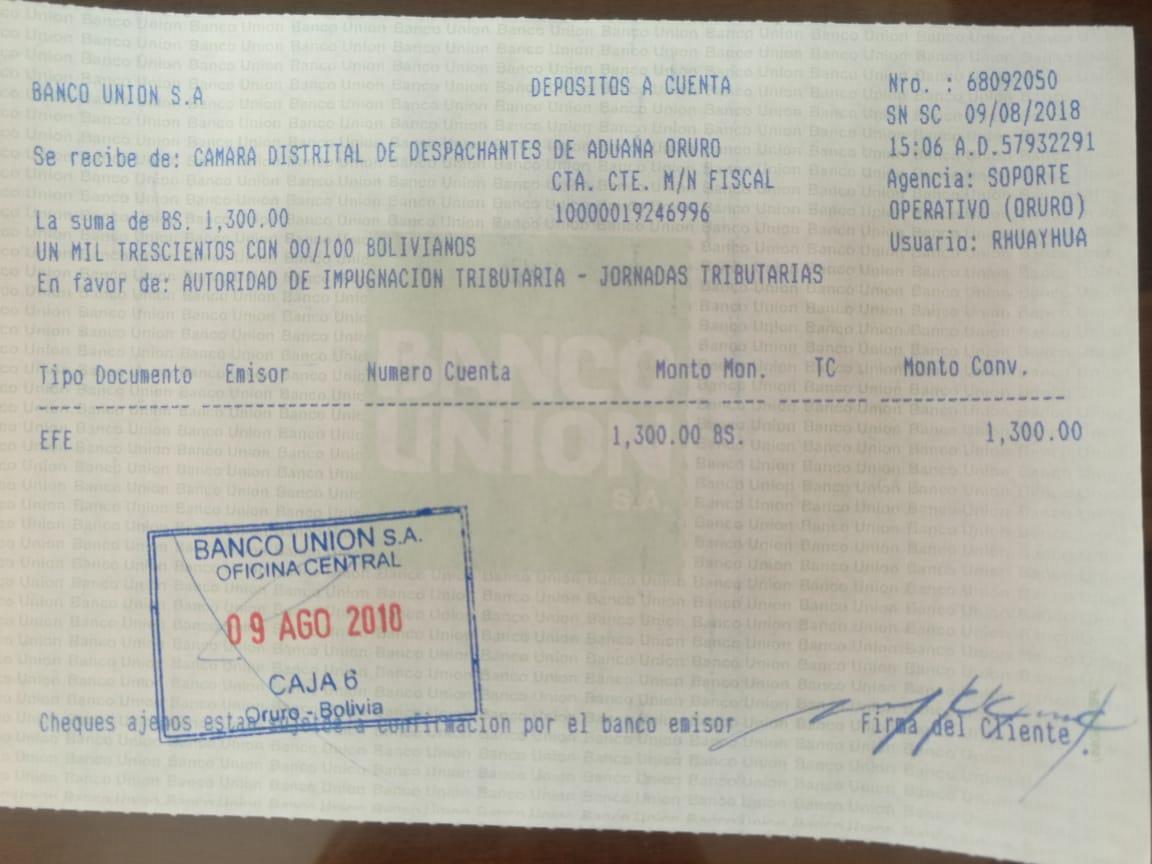 BANCO UNION S.A
DEPOSITOS A CUENTA
Nro. : 68092050
SN SC 09/08/2018
15:06 A.D.57932291
Agencia: SOPORTE
OPERATIVO (ORURO)
Usuario: RHUAYHUA
Se recibe de: CAMARA DISTRITAL DE DESPACHANTES DE ADUANA ORURO
CTA. CTE. M/N FISCAL
La suma de BS. 1,300.00
10000019246996
UN MIL TRESCIENTOS CON 00/100 BOLIVIANOS
En favor de: AUTORIDAD DE IMPUGNACION TRIBUTARIA - JORNADAS TRIBUTARIAS
BANCO
UNION
S.A.
Tipo Documento Emisor Numero Cuenta Monto Mon. TC Monto Conv.
EFE 1,300.00 BS. 1,300.00
BANCO UNION S.A.
OFICINA CENTRAL
09 AGO 2018
CAJA 6
Oruro - Bolivia
Cheques ajenos confirmacion por el banco emisor
Firma del Cliente